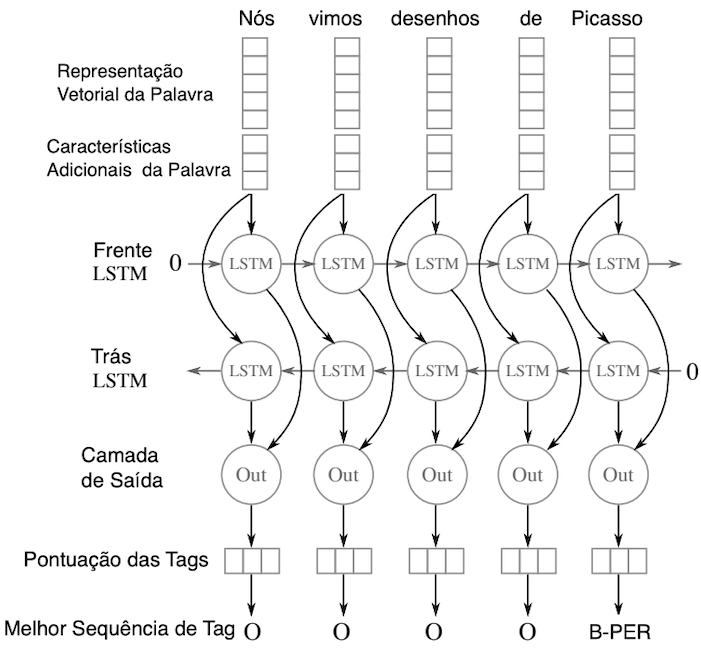 Nós vimos desenhos de Picasso
Representação
Vetorial da Palavra
Característícas
Adicionais da Palavra
Frente
LSTM
0 LSTM LSTM LSTM LSTM LSTM
Trás
LSTM
LSTM LSTM LSTM LSTM LSTM 0
Camada
de Saída
Out Out Out Out Out
Pontuação das Tags
Melhor Sequência de Tag O O O O B-PER